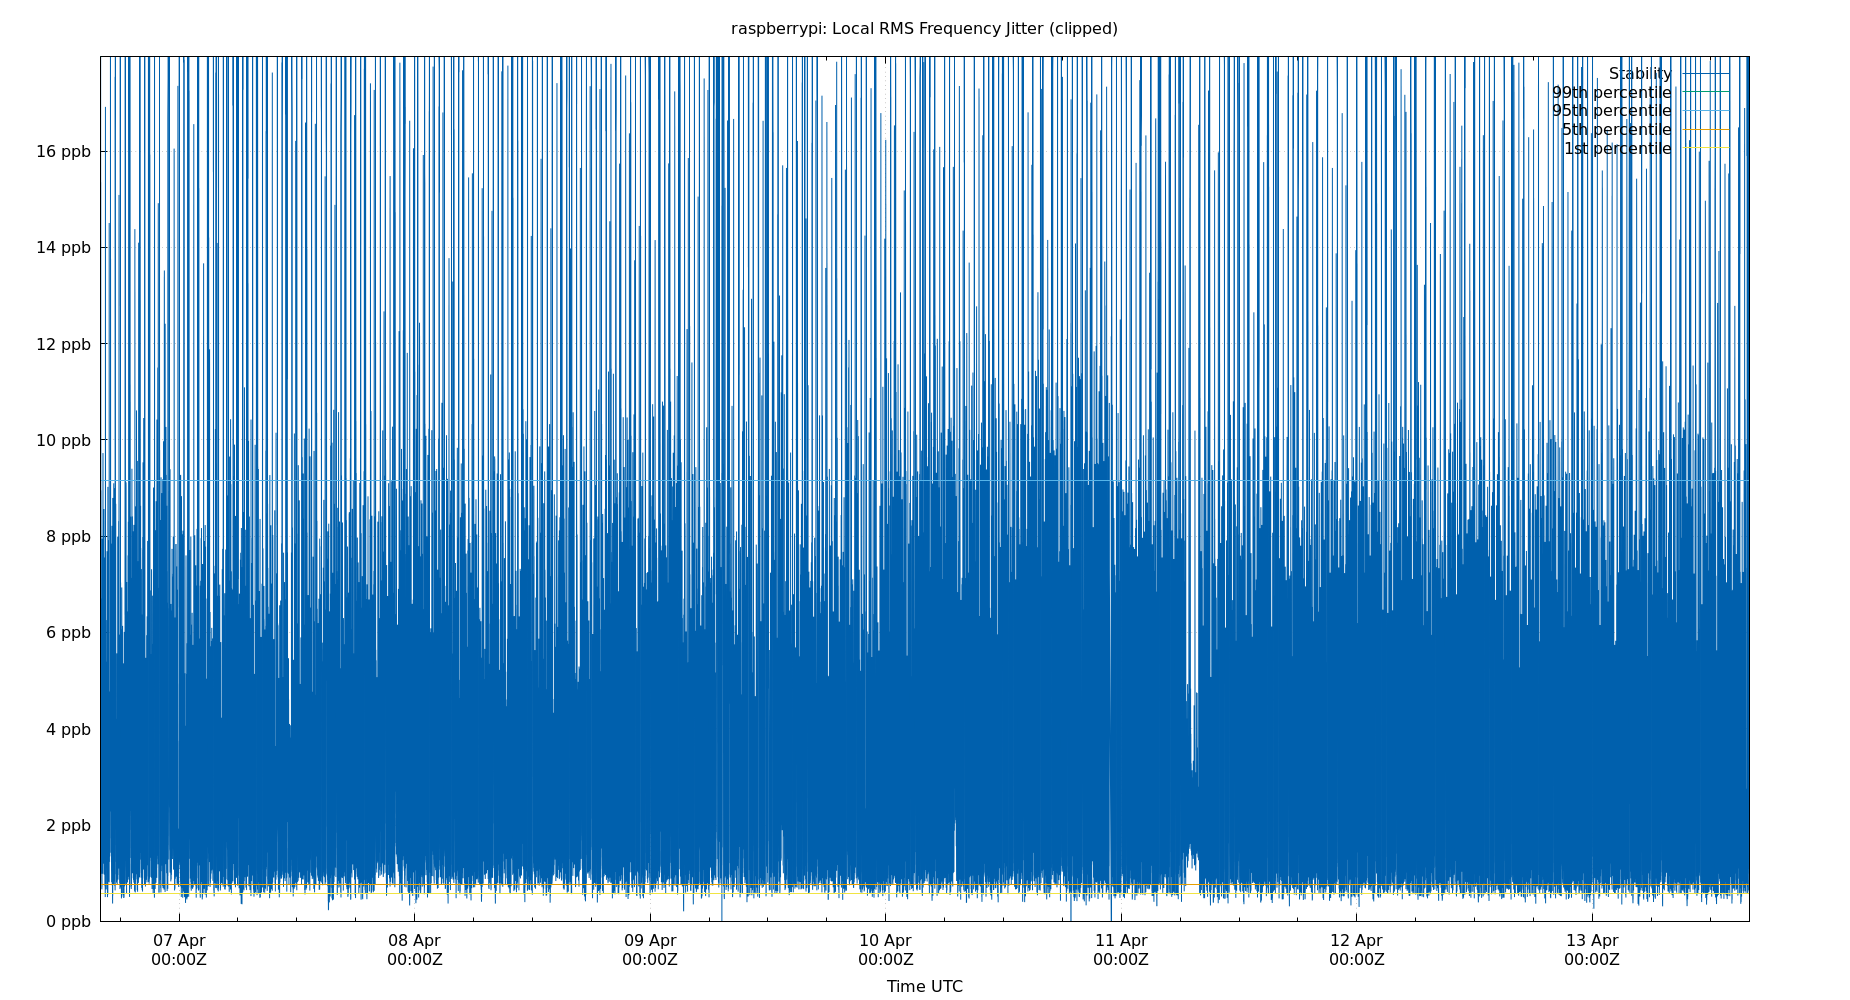 raspberrypi: Local RMS Frequency Jitter (clipped)
Stability
99th percentile
95th percentile
5th percentile
1st percentile
16 ppb
14 ppb
12 ppb
10 ppb
8 ppb
6 ppb
4 ppb
2 ppb
0 ppb
07 Apr 08 Apr 09 Apr 10 Apr 11 Apr 12 Apr 13 Apr
00:00Z 00:00Z 00:00Z 00:00Z 00:00Z 00:00Z 00:00Z
Time UTC